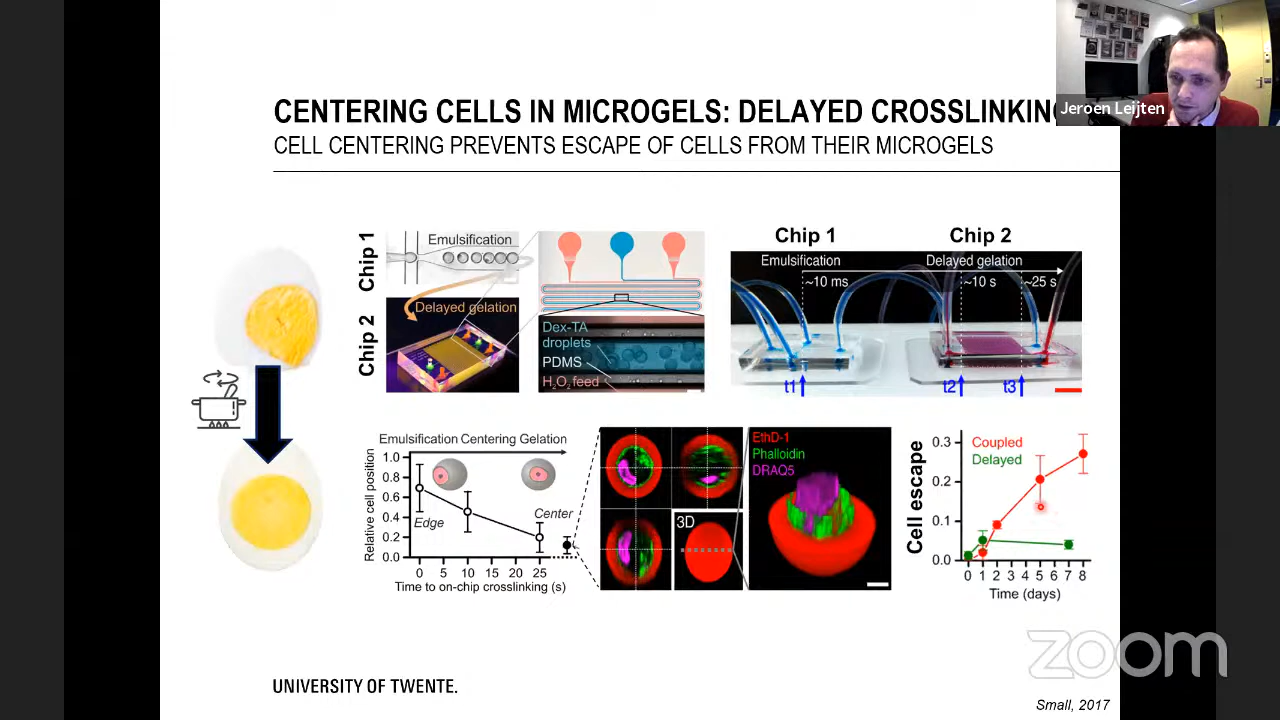 CENTERING CELLS IN MICROGELS: DELAYED CROSSLINKING
Jeroen Leijten
CELL CENTERING PREVENTS ESCAPE OF CELLS FROM THEIR MICROGELS
Chip 1
Emulsification
Chip 2
Delayed gelation
Dex-TA
droplets
PDMS
H₂O₂ feed
Chip 1
Chip 2
Emulsification
Delayed gelation
~10 ms
~10 s
~25 s
t1
t2
t3
Emulsification Centering Gelation
Relative cell position
1.0
0.8
0.6
0.4
0.2
0.0
Edge
Center
0 5 10 15 20 25
Time to on-chip crosslinking (s)
3D
EthD-1
Phalloidin
DRAQ5
Cell escape
0.3
0.2
0.1
0.0
Coupled
Delayed
0 1 2 3 4 5 6 7 8
Time (days)
zoom
UNIVERSITY OF TWENTE.
Small, 2017